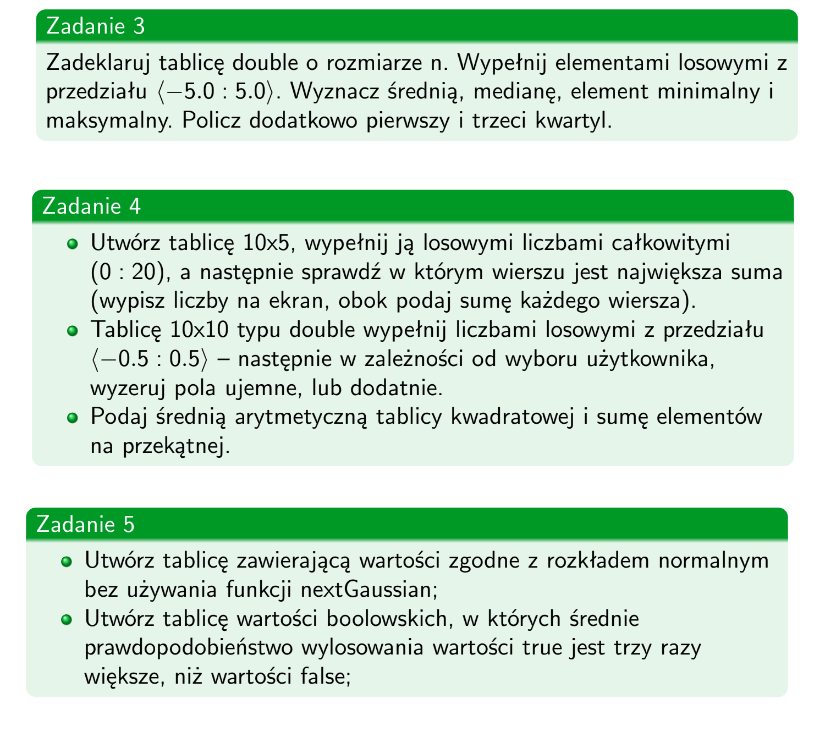 Zadanie 3
Zadeklaruj tablicę double o rozmiarze n. Wypełnij elementami losowymi z
przedziału ⟨−5.0 : 5.0⟩. Wyznacz średnią, medianę, element minimalny i
maksymalny. Policz dodatkowo pierwszy i trzeci kwartyl.
Zadanie 4
Utwórz tablicę 10x5, wypełnij ją losowymi liczbami całkowitymi
(0 : 20), a następnie sprawdź w którym wierszu jest największa suma
(wypisz liczby na ekran, obok podaj sumę każdego wiersza).
Tablicę 10x10 typu double wypełnij liczbami losowymi z przedziału
⟨−0.5 : 0.5⟩ – następnie w zależności od wyboru użytkownika,
wyzeruj pola ujemne, lub dodatnie.
Podaj średnią arytmetyczną tablicy kwadratowej i sumę elementów
na przekątnej.
Zadanie 5
Utwórz tablicę zawierającą wartości zgodne z rozkładem normalnym
bez używania funkcji nextGaussian;
Utwórz tablicę wartości boolowskich, w których średnie
prawdopodobieństwo wylosowania wartości true jest trzy razy
większe, niż wartości false;